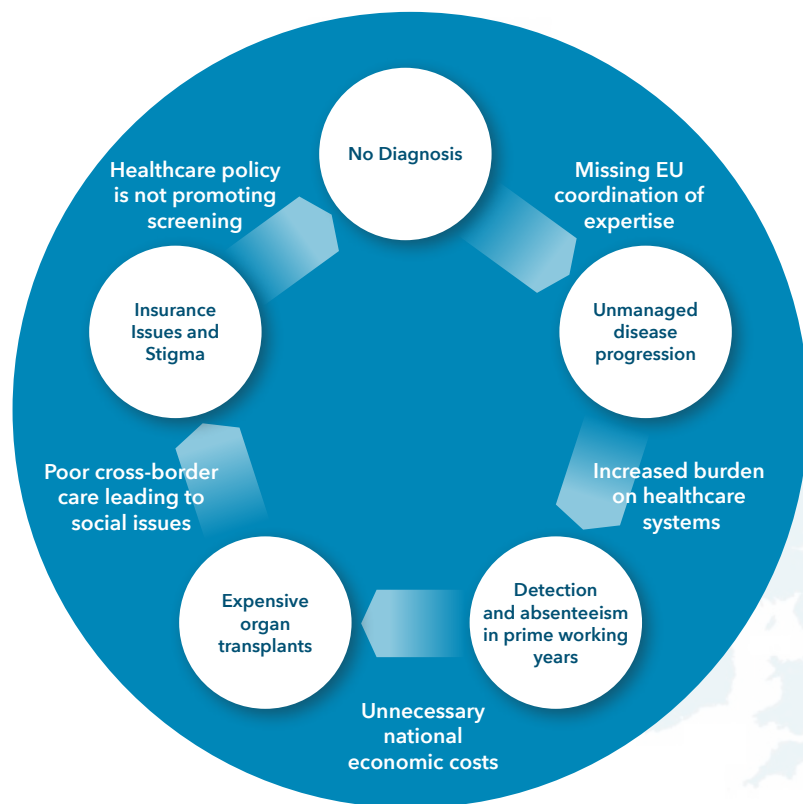 No Diagnosis
Missing EU
coordination of
expertise
Unmanaged
disease
progression
Increased burden
on healthcare
systems
Detection
and absenteeism
in prime working
years
Unnecessary
national
economic costs
Expensive
organ
transplants
Poor cross-border
care leading to
social issues
Insurance
Issues and
Stigma
Healthcare policy
is not promoting
screening